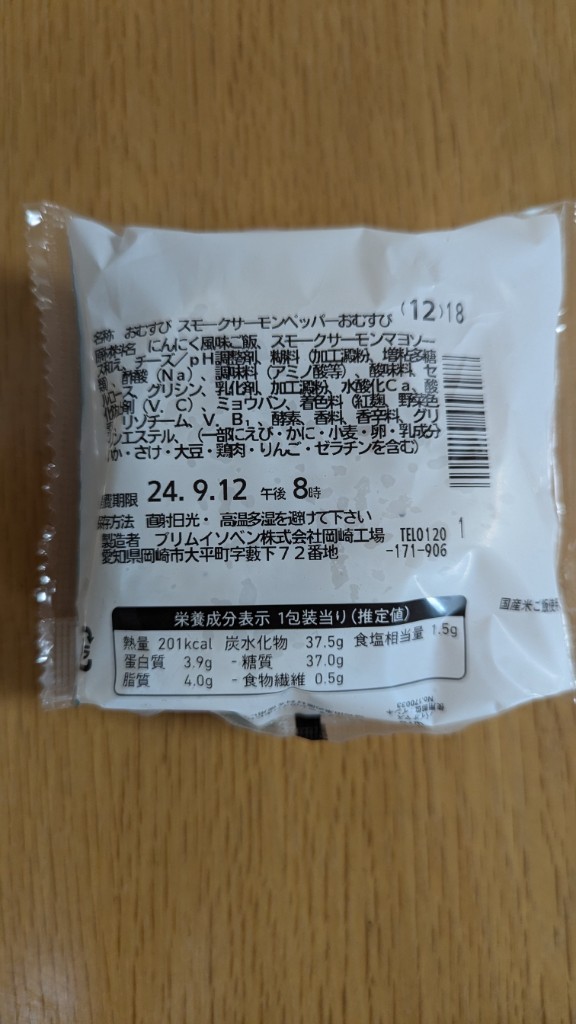 名称 おむすび スモークサーモンペッパーおむすび (12)18
原材料名 にんにく風味ご飯、スモークサーモンマヨソー
ス和え、チーズ/pH調整剤、糊料(加工澱粉、増粘多糖
類)、酢酸(Na)、調味料(アミノ酸等)、酸味料、セ
ルロース、グリシン、乳化剤、加工澱粉、水酸化Ca、酸
化防止剤(V.C)、ミョウバン、着色料(紅麹、野菜色
素)、リゾチーム、V.B₁、酵素、香料、香辛料、グリ
セリンエステル、(一部にえび・かに・小麦・卵・乳成分
・いか・さけ・大豆・鶏肉・りんご・ゼラチンを含む)
消費期限 24. 9.12 午後 8時
保存方法 直射日光・高温多湿を避けて下さい
製造者 プリムイソベン株式会社岡崎工場 TEL0120
愛知県岡崎市大平町字藪下72番地 -171-906
1
国産米ご飯使用
栄養成分表示 1包装当り(推定値)
熱量 201kcal 炭水化物 37.5g 食塩相当量 1.5g
蛋白質 3.9g -糖質 37.0g
脂質 4.0g -食物繊維 0.5g
No.170633